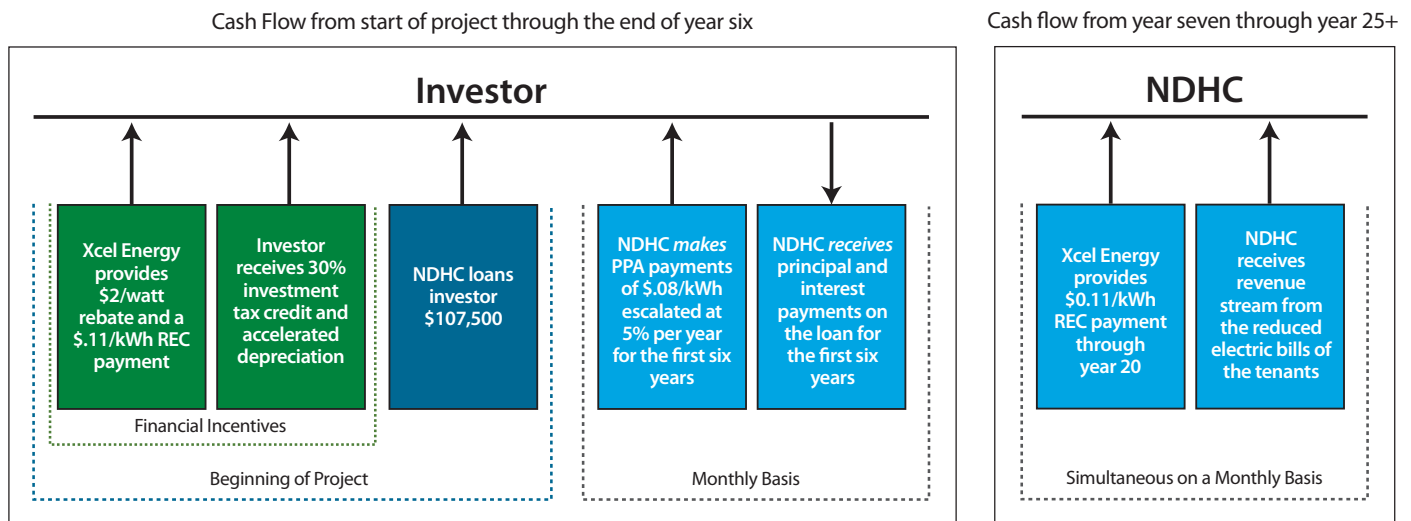 Cash Flow from start of project through the end of year six
Cash flow from year seven through year 25+
Investor
NDHC
Xcel Energy
provides
$2/watt
rebate and a
$.11/kWh REC
payment
Investor
receives 30%
investment
tax credit and
accelerated
depreciation
NDHC loans
investor
$107,500
NDHC makes
PPA payments
of $.08/kWh
escalated at
5% per year
for the first six
years
NDHC receives
principal and
interest
payments on
the loan for
the first six
years
Xcel Energy
provides
$0.11/kWh
REC payment
through
year 20
NDHC
receives
revenue
stream from
the reduced
electric bills of
the tenants
Financial Incentives
Beginning of Project
Monthly Basis
Simultaneous on a Monthly Basis